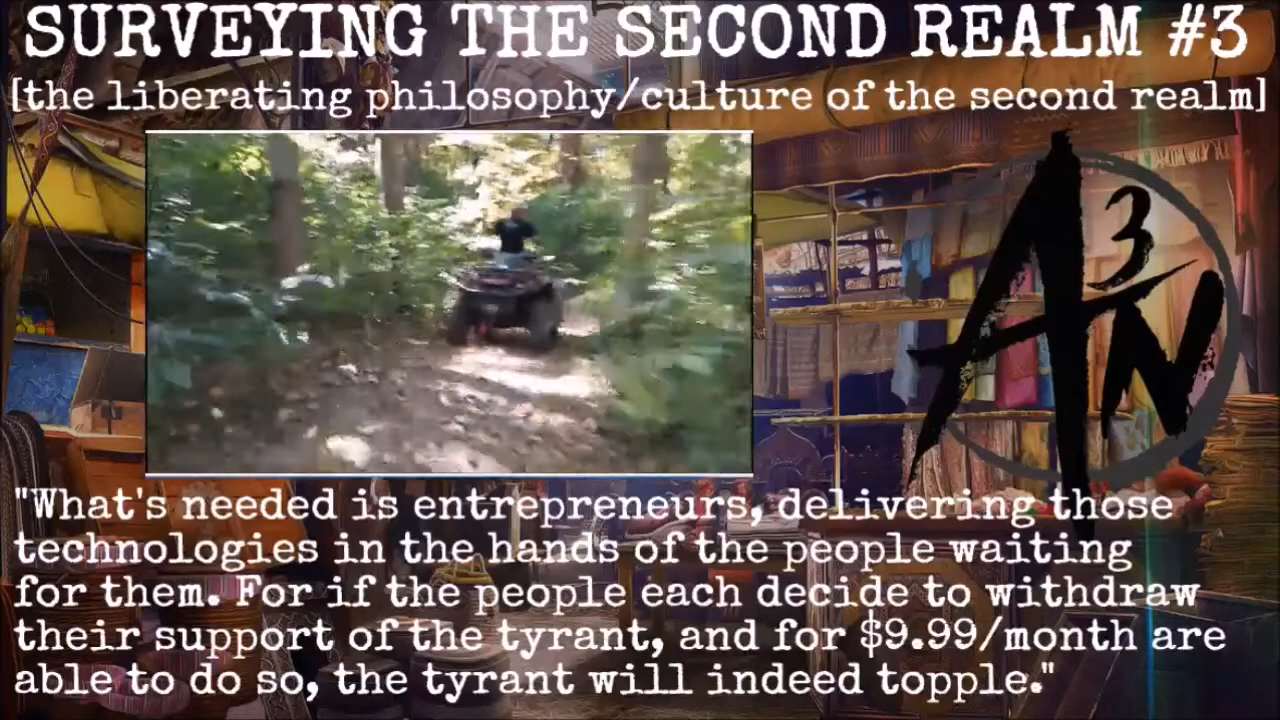 SURVEYING THE SECOND REALM #3
[the liberating philosophy/culture of the second realm]
A3N
"What's needed is entrepreneurs, delivering those
technologies in the hands of the people waiting
for them. For if the people each decide to withdraw
their support of the tyrant, and for $9.99/month are
able to do so, the tyrant will indeed topple."